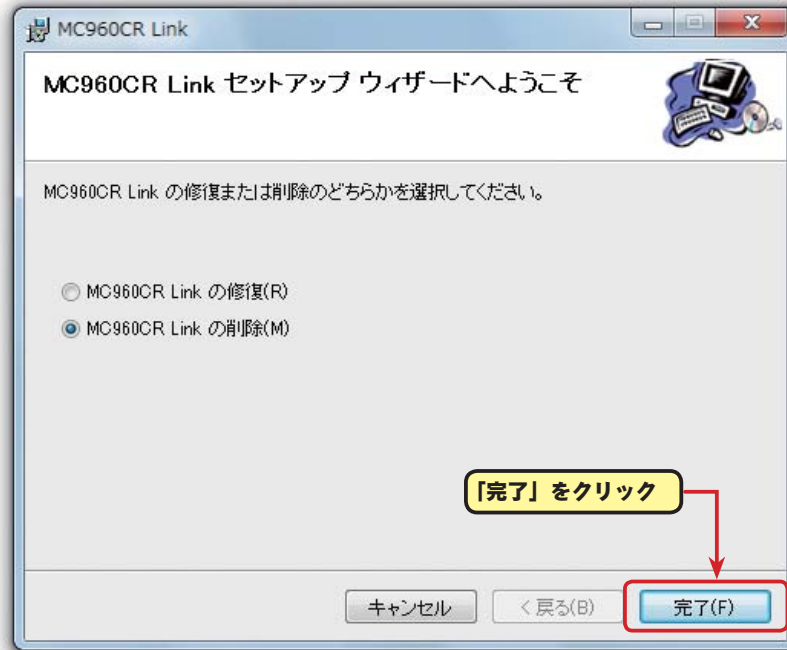 MC960CR Link
MC960CR Link セットアップ ウィザードへようこそ
MC960CR Link の修復または削除のどちらかを選択してください。
MC960CR Link の修復(R)
MC960CR Link の削除(M)
「完了」をクリック
キャンセル
< 戻る(B)
完了(F)